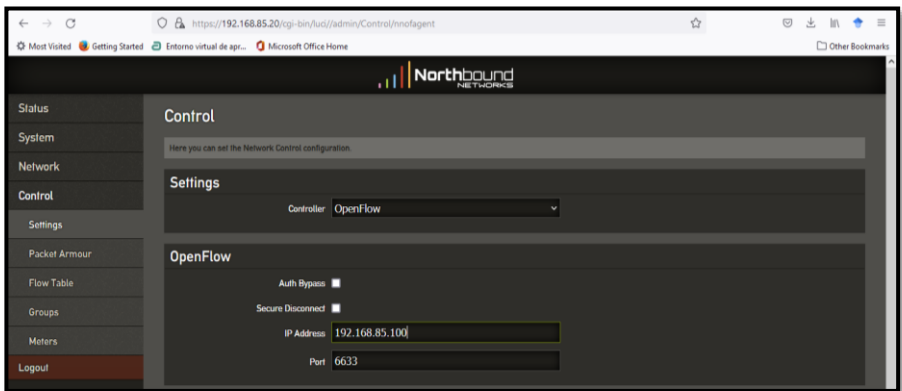 https://192.168.85.20/cgi-bin/luci//admin/Control/nnofagent
Most Visited Getting Started Entorno virtual de apr... Microsoft Office Home Other Bookmarks
Northbound
NETWORKS
Status
System
Network
Control
Settings
Packet Armour
Flow Table
Groups
Meters
Logout
Control
Here you can set the Network Control configuration.
Settings
Controller OpenFlow
OpenFlow
Auth Bypass
Secure Disconnect
IP Address 192.168.85.100
Port 6633